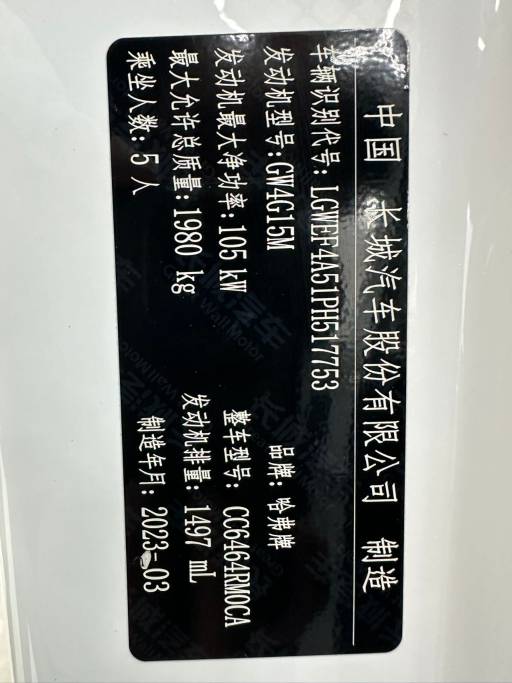 中国 长城汽车股份有限公司 制造
车辆识别代号:LGWEF4A51PH517753
发动机型号:GW4G15M 品牌:哈弗牌
发动机最大净功率:105 kW 整车型号:CC6464RM0CA
最大允许总质量:1980 kg 发动机排量:1497 mL
乘坐人数:5人 制造年月:2023-03